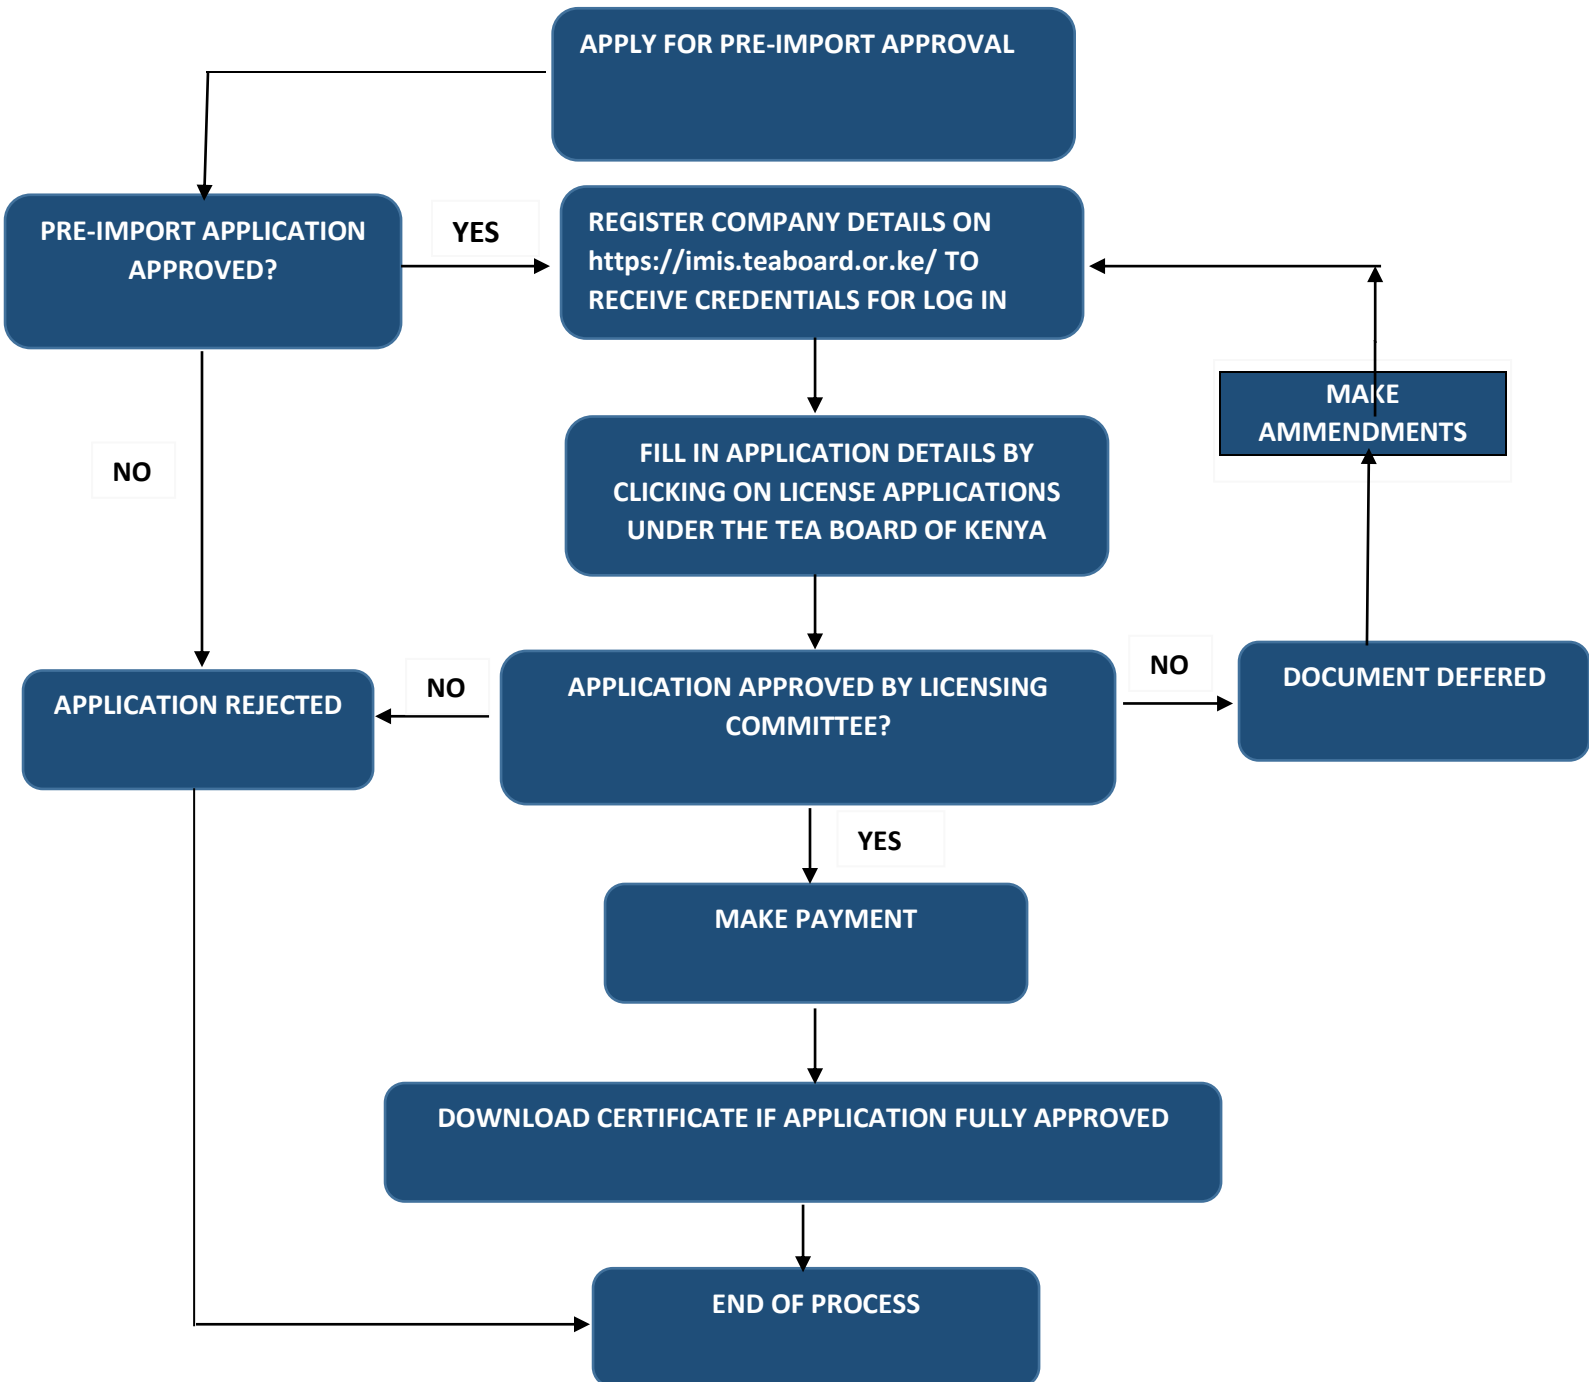 APPLY FOR PRE-IMPORT APPROVAL
PRE-IMPORT APPLICATION
APPROVED?
YES
REGISTER COMPANY DETAILS ON
https://imis.teaboard.or.ke/ TO
RECEIVE CREDENTIALS FOR LOG IN
MAKE
AMMENDMENTS
NO
FILL IN APPLICATION DETAILS BY
CLICKING ON LICENSE APPLICATIONS
UNDER THE TEA BOARD OF KENYA
APPLICATION REJECTED
NO
APPLICATION APPROVED BY LICENSING
COMMITTEE?
NO
DOCUMENT DEFERED
YES
MAKE PAYMENT
DOWNLOAD CERTIFICATE IF APPLICATION FULLY APPROVED
END OF PROCESS